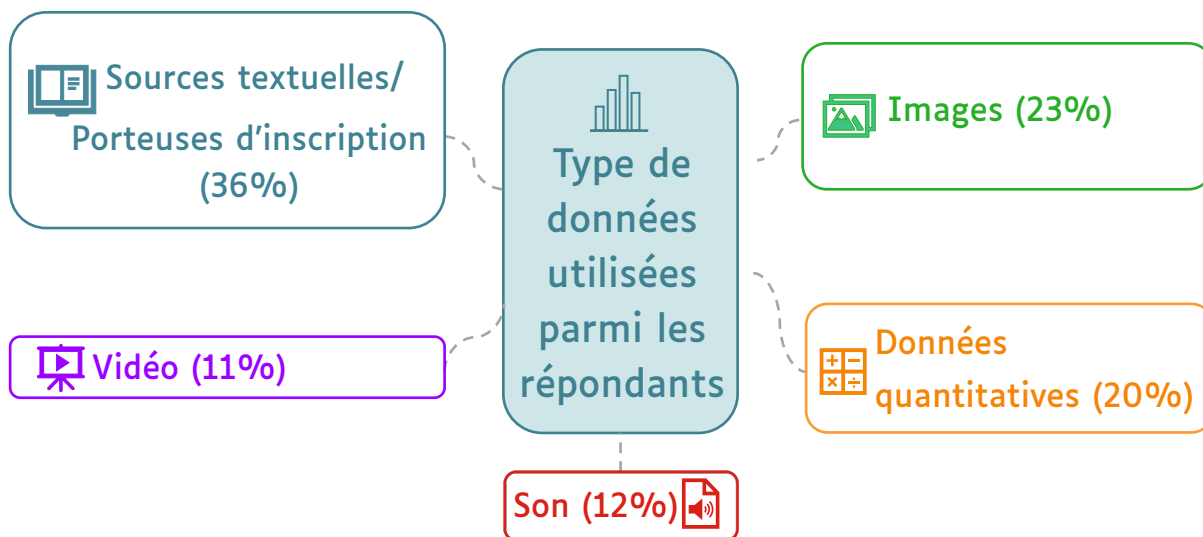 Sources textuelles/
Porteuses d'inscription
(36%)
Type de
données
utilisées
parmi les
répondants
Images (23%)
Vidéo (11%)
Données
quantitatives (20%)
Son (12%)